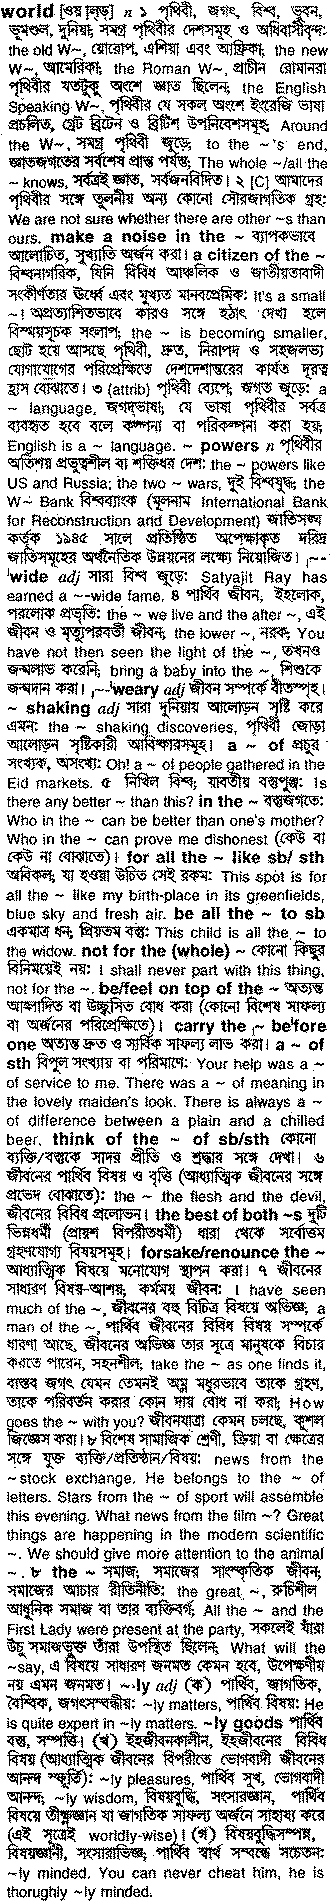 world [ওয়াল্ড্] n ১ পৃথিবী, জগৎ, বিশ্ব, ভুবন,
ভূমণ্ডল, দুনিয়া, সমগ্র পৃথিবীর দেশসমূহ ও অধিবাসীবৃন্দ:
the old W~, য়োরোপ, এশিয়া এবং আফ্রিকা, the new
W~, আমেরিকা; the Roman W~, প্রাচীন রোমানরা
পৃথিবীর যতটুকু অংশে জ্ঞাত ছিলেন; the English
Speaking W~, পৃথিবীর যে সকল অংশে ইংরেজি ভাষা
প্রচলিত, গ্রেট ব্রিটেন ও ব্রিটিশ উপনিবেশসমূহ; Around
the W~, সমগ্র পৃথিবী জুড়ে, to the ~'s end,
জ্ঞাতজগতের সর্বশেষ প্রান্ত পর্যন্ত; The whole ~/all the
~ knows, সর্বত্রই জ্ঞাত, সর্বজনবিদিত। ২ [C] আমাদের
পৃথিবীর সঙ্গে তুলনীয় অন্য কোনো সৌরজাগতিক গ্রহ:
We are not sure whether there are other ~s than
ours. make a noise in the ~ ব্যাপকভাবে
আলোচিত, সুখ্যাতি অর্জন করা। a citizen of the ~
বিশ্বনাগরিক, যিনি বিবিধ আঞ্চলিক ও জাতীয়তাবাদী
সংকীর্ণতার ঊর্ধ্বে এবং মুখ্যত মানবপ্রেমিক: It's a small
~! অপ্রত্যাশিতভাবে কারও সঙ্গে হঠাৎ দেখা হলে
বিস্ময়সূচক সংলাপ; the ~ is becoming smaller,
ছোট হয়ে আসছে পৃথিবী, দ্রুত, নিরাপদ ও সহজলভ্য
যোগাযোগের পরিপ্রেক্ষিতে দেশদেশান্তরের কার্যত দূরত্ব
হ্রাস বোঝাতে। ৩ (attrib) পৃথিবী ব্যেপে; জগত জুড়ে: a
~ language, জগদ্‌ভাষা, যে ভাষা পৃথিবীর সর্বত্র
ব্যবহৃত হবে বলে কল্পনা বা পরিকল্পনা করা হয়;
English is a ~ language. ~ powers n পৃথিবীর
অতিশয় প্রভুত্বশীল বা শক্তিধর দেশ: the ~ powers like
US and Russia; the two ~ wars, দুই বিশ্বযুদ্ধ; the
W~ Bank বিশ্বব্যাংক (মূলনাম International Bank
for Reconstruction and Development) জাতিসঙ্ঘ
কর্তৃক ১৯৪৫ সালে প্রতিষ্ঠিত অপেক্ষাকৃত দরিদ্র
জাতিসমূহের অর্থনৈতিক উন্নয়নের লক্ষ্যে নিয়োজিত। ˌ~-
ˈwide adj সারা বিশ্ব জুড়ে: Satyajit Ray has
earned a ~-wide fame. ৪ পার্থিব জীবন, ইহলোক,
পরলোক প্রভৃতি: the ~ we live and the after ~, এই
জীবন ও মৃত্যুপরবর্তী জীবন, the lower ~, নরক; You
have not then seen the light of the ~, তখনও
জন্মলাভ করেনি; bring a baby into the ~, শিশুকে
জন্মদান করা। ˌ~-ˈweary adj জীবন সম্পর্কে বীতস্পৃহ।
~ shaking adj সারা দুনিয়ায় আলোড়ন সৃষ্টি করে
এমন: the ~ shaking discoveries, পৃথিবী জোড়া
আলোড়ন সৃষ্টিকারী আবিষ্কারসমূহ। a ~ of প্রচুর
সংখ্যক, অসংখ্য: Oh! a ~ of people gathered in the
Eid markets. ৫ নিখিল বিশ্ব; যাবতীয় বস্তুপুঞ্জ: Is
there any better ~ than this? in the ~ বস্তুজগতে:
Who in the ~ can be better than one's mother?
Who in the ~ can prove me dishonest (কেউ বা
কেউ না বোঝাতে)। for all the ~ like sb/ sth
অবিকল; যা হওয়া উচিত সেই রকম: This spot is for
all the ~ like my birth-place in its greenfields,
blue sky and fresh air. be all the ~ to sb
একমাত্র ধন; প্রিয়তম বস্তু: This child is all the, ~ to
the widow. not for the (whole) ~ কোনো কিছুর
বিনিময়েই নয়: I shall never part with this thing,
not for the ~. be/feel on top of the ~ অত্যন্ত
আহ্লাদিত বা উচ্ছ্বসিত বোধ করা (কোনো বিশেষ সাফল্য
বা অর্জনের পরিপ্রেক্ষিতে)। carry the ˌ~ beˈfore
one অত্যন্ত দ্রুত ও সার্বিক সাফল্য লাভ করা। a ~ of
sth বিপুল সংখ্যায় বা পরিমাণে: Your help was a ~
of service to me. There was a ~ of meaning in
the lovely maiden's look. There is always a ~
of difference between a plain and a chilled
beer. think of the ~ of sb/sth কোনো
ব্যক্তি/বস্তুকে সাদর প্রীতি ও শ্রদ্ধার সঙ্গে দেখা। ৬
জীবনের পার্থিব বিষয় ও বৃত্তি (আধ্যাত্মিক জীবনের সঙ্গে
প্রভেদ বোঝাতে): the ~ the flesh and the devil,
জীবনের বিবিধ প্রলোভন। the best of both ~s দুটি
ভিন্নধর্মী (প্রায়শ বিপরীতধর্মী) ধারা থেকে সর্বোত্তম
গ্রহণযোগ্য বিষয়সমূহ। forsake/renounce the ~
আধ্যাত্মিক বিষয়ে মনোযোগ স্থাপন করা। ৭ জীবনের
সাধারণ বিষয়-আশয়; কর্মময় জীবন: I have seen
much of the ~, জীবনের বহু বিচিত্র বিষয়ে অভিজ্ঞ; a
man of the ~, পার্থিব জীবনের বিবিধ বিষয় সম্পর্কে
ধারণা আছে, জীবনের অভিজ্ঞতার সূত্রে মানুষকে বিচার
করতে পারেন, সহনশীল; take the ~ as one finds it,
বাস্তব জগৎ যেমন তেমনই অম্ল মধুরভাবে তাকে গ্রহণ,
তাকে পরিবর্তন করার কোন দায় বোধ না করা; How
goes the ~ with you? জীবনযাত্রা কেমন চলছে, কুশল
জিজ্ঞেস করা। ৮ বিশেষ সামাজিক শ্রেণী, ক্রিয়া বা ক্ষেত্রের
সঙ্গে যুক্ত ব্যক্তি/প্রতিষ্ঠান/বিষয়: news from the
~stock exchange. He belongs to the ~ of
letters. Stars from the ~ of sport will assemble
this evening. What news from the film ~? Great
things are happening in the modern scientific
~. We should give more attention to the animal
~. ৮ the ~ সমাজ; সমাজের সাংস্কৃতিক জীবন,
সমাজের আচার রীতিনীতি: the great ~, রুচিশীল
আধুনিক সমাজ বা তার ব্যক্তিবর্গ; All the ~ and the
First Lady were present at the party, সকলেই যাঁরা
উচু সমাজভুক্ত তাঁরা উপস্থিত ছিলেন; What will the
~say, এ বিষয়ে সাধারণ জনমত কেমন হবে, উপেক্ষণীয়
নয় এমন জনমত। ~ly adj (ক) পার্থিব, জাগতিক,
বৈশ্বিক, জগৎসম্বন্ধীয়: ~ly matters, পার্থিব বিষয়: He
is quite expert in ~ly matters. ~ly goods পার্থিব
বস্তু, সম্পত্তি। (খ) ইহজীবনকালীন, ইহজীবনের বিবিধ
বিষয় (আধ্যাত্মিক জীবনের বিপরীতে ভোগবাদী জীবনের
আনন্দ স্ফূর্তি): ~ly pleasures, পার্থিব সুখ, ভোগবাদী
আনন্দ; ~ly wisdom, বিষয়বুদ্ধি, সংসারজ্ঞান, পার্থিব
বিষয়ে তীক্ষ্ণজ্ঞান যা জাগতিক সাফল্য অর্জনে সাহায্য করে
(এই সূত্রেই worldly-wise)। (গ) বিষয়বুদ্ধিসম্পন্ন,
বিষয়জ্ঞানী, সংসারাভিজ্ঞ; পার্থিব স্বার্থ সম্বন্ধে সচেতন:
~ly minded. You can never cheat him, he is
thorughly ~ly minded.